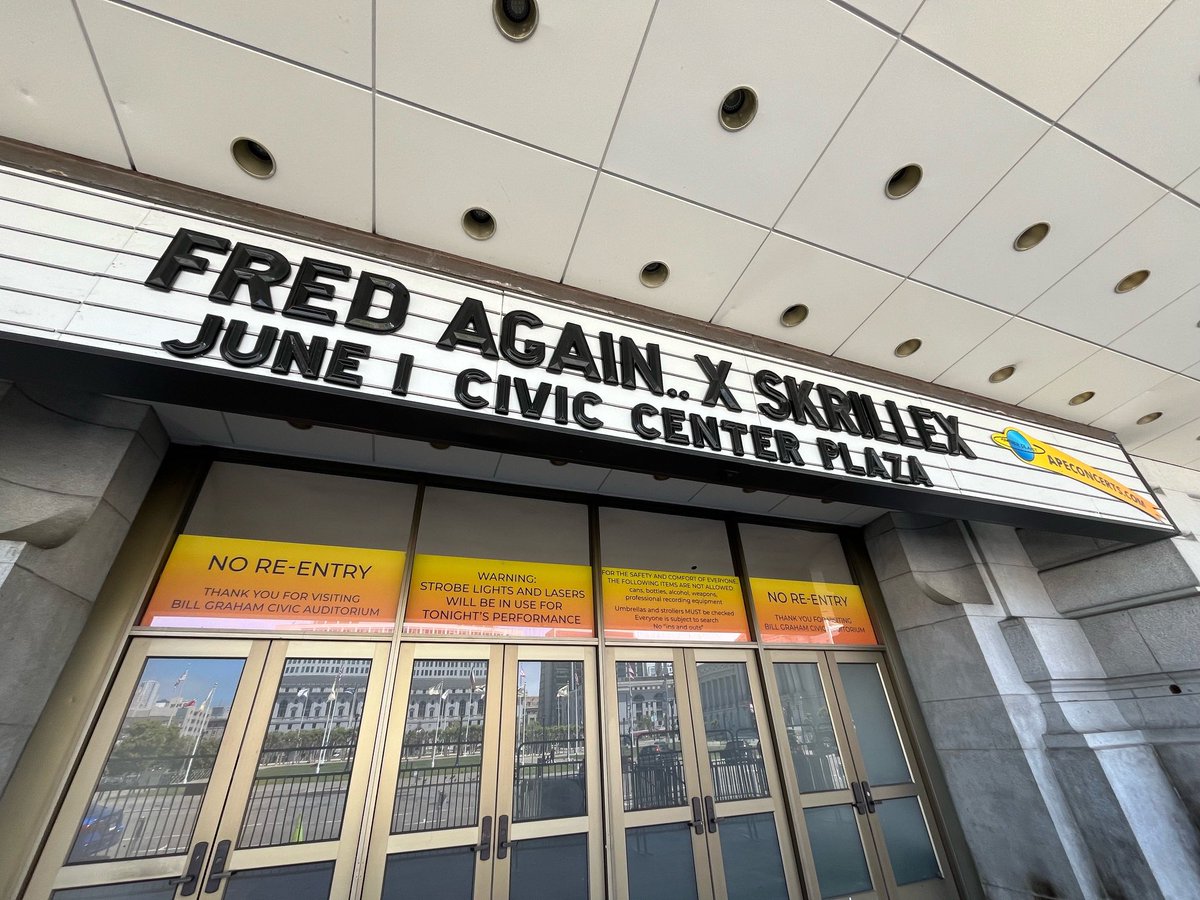 FRED AGAIN.. X SKRILLEX
JUNE 1 CIVIC CENTER PLAZA
APECONCERTS.COM
NO RE-ENTRY
THANK YOU FOR VISITING
BILL GRAHAM CIVIC AUDITORIUM
WARNING:
STROBE LIGHTS AND LASERS
WILL BE IN USE FOR
TONIGHT'S PERFORMANCE
FOR THE SAFETY AND COMFORT OF EVERYONE
THE FOLLOWING ITEMS ARE NOT ALLOWED
cans, bottles, alcohol, weapons,
professional recording equipment
Umbrellas and strollers MUST be checked
Everyone is subject to search
No "ins and outs"
NO RE-ENTRY
THANK YOU FOR VISITING
BILL GRAHAM CIVIC AUDITORIUM